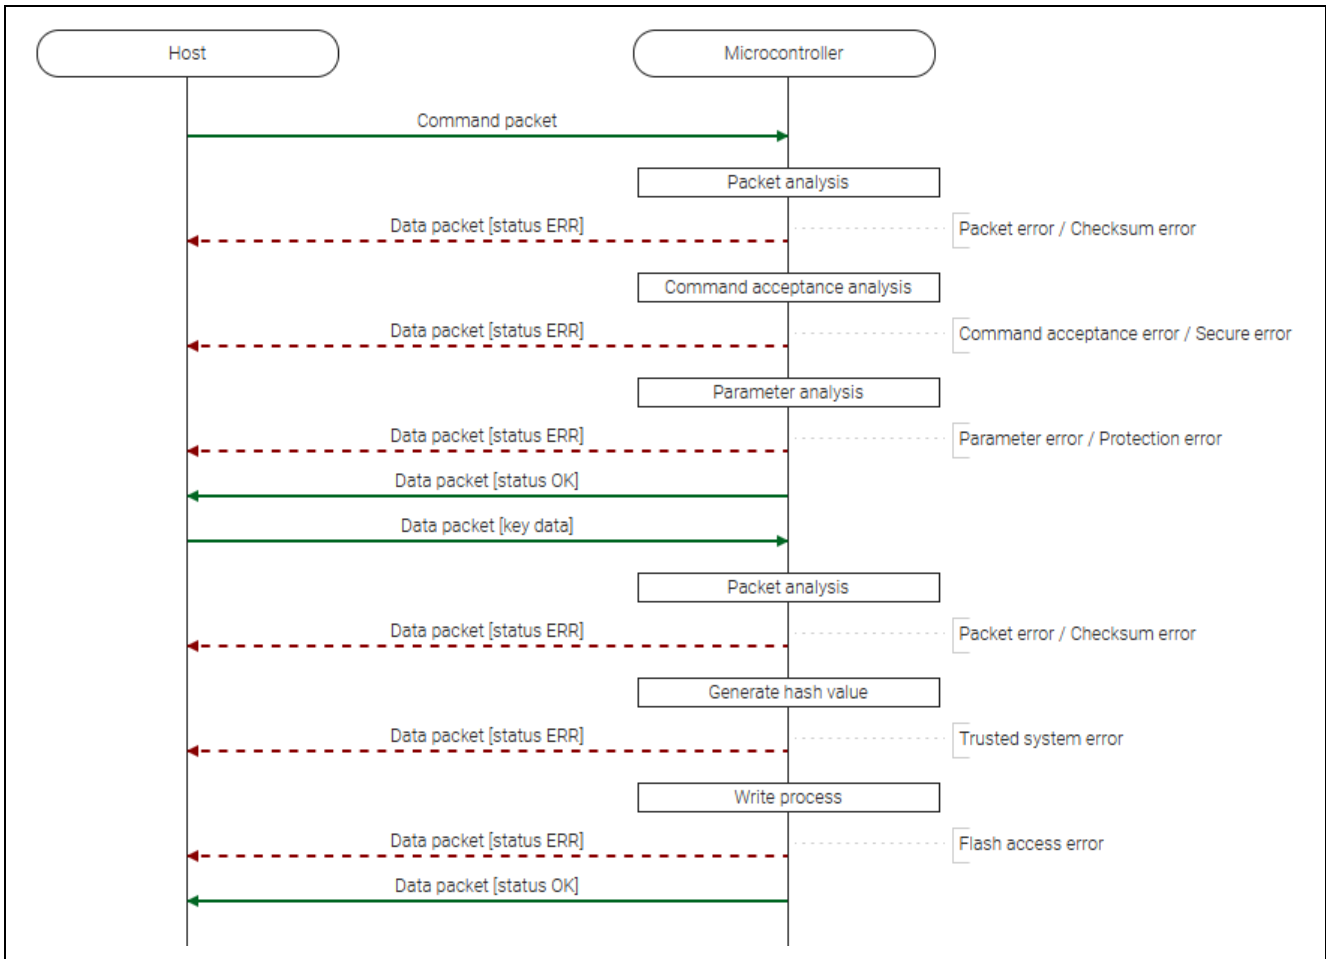 Host
Microcontroller
Command packet
Packet analysis
Data packet [status ERR]
Packet error / Checksum error
Command acceptance analysis
Data packet [status ERR]
Command acceptance error / Secure error
Parameter analysis
Data packet [status ERR]
Parameter error / Protection error
Data packet [status OK]
Data packet [key data]
Packet analysis
Data packet [status ERR]
Packet error / Checksum error
Generate hash value
Data packet [status ERR]
Trusted system error
Write process
Data packet [status ERR]
Flash access error
Data packet [status OK]